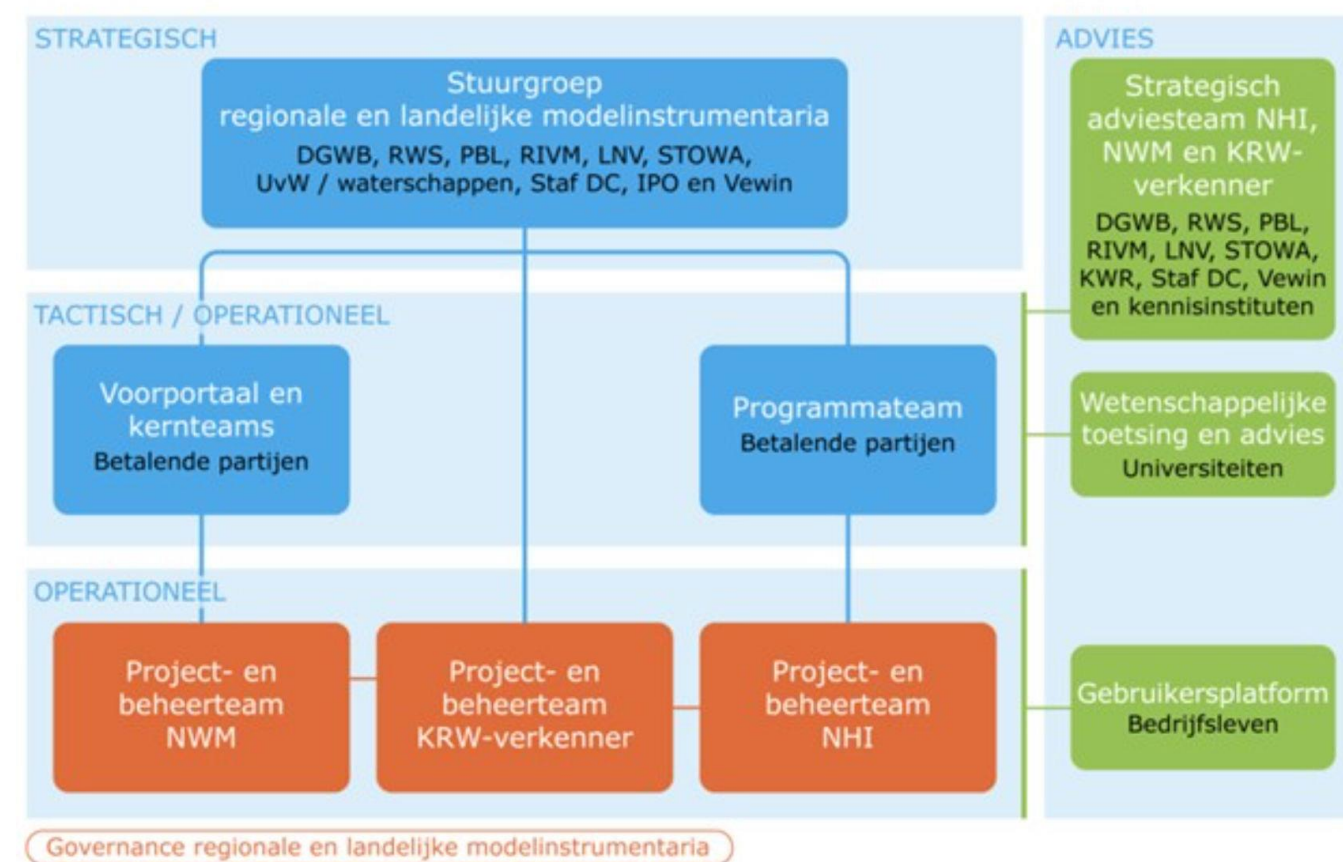 STRATEGISCH
Stuurgroep
regionale en landelijke modelinstrumentaria
DGWB, RWS, PBL, RIVM, LNV, STOWA,
UvW / waterschappen, Staf DC, IPO en Vewin
TACTISCH / OPERATIONEEL
Voorportaal en
kernteams
Betalende partijen
Programmateam
Betalende partijen
OPERATIONEEL
Project- en
beheerteam
NWM
Project- en
beheerteam
KRW-verkenner
Project- en
beheerteam
NHI
ADVIES
Strategisch
adviesteam NHI,
NWM en KRW-
verkenner
DGWB, RWS, PBL,
RIVM, LNV, STOWA,
KWR, Staf DC, Vewin
en kennisinstituten
Wetenschappelijke
toetsing en advies
Universiteiten
Gebruikersplatform
Bedrijfsleven
Governance regionale en landelijke modelinstrumentaria